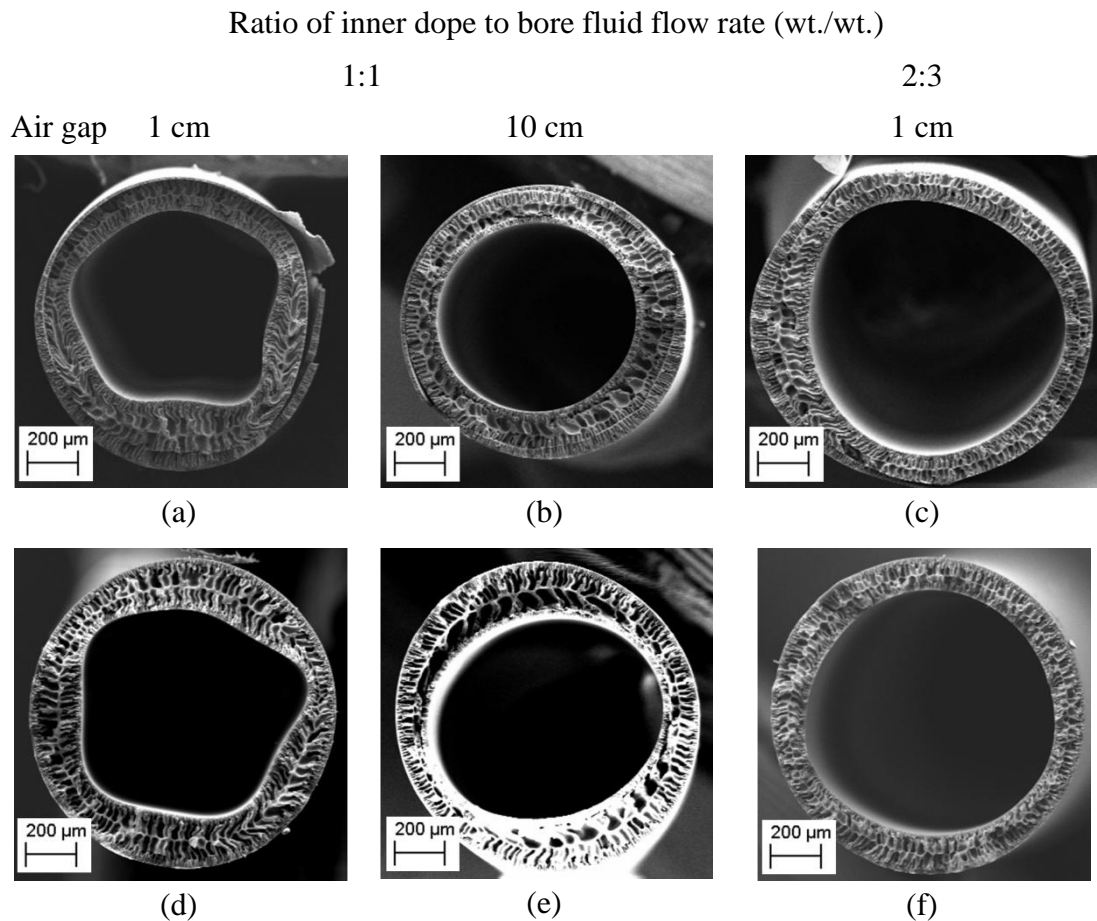 Ratio of inner dope to bore fluid flow rate (wt./wt.)
1:1 2:3
Air gap 1 cm 10 cm 1 cm
200 µm 200 µm 200 µm
(a) (b) (c)
200 µm 200 µm 200 µm
(d) (e) (f)